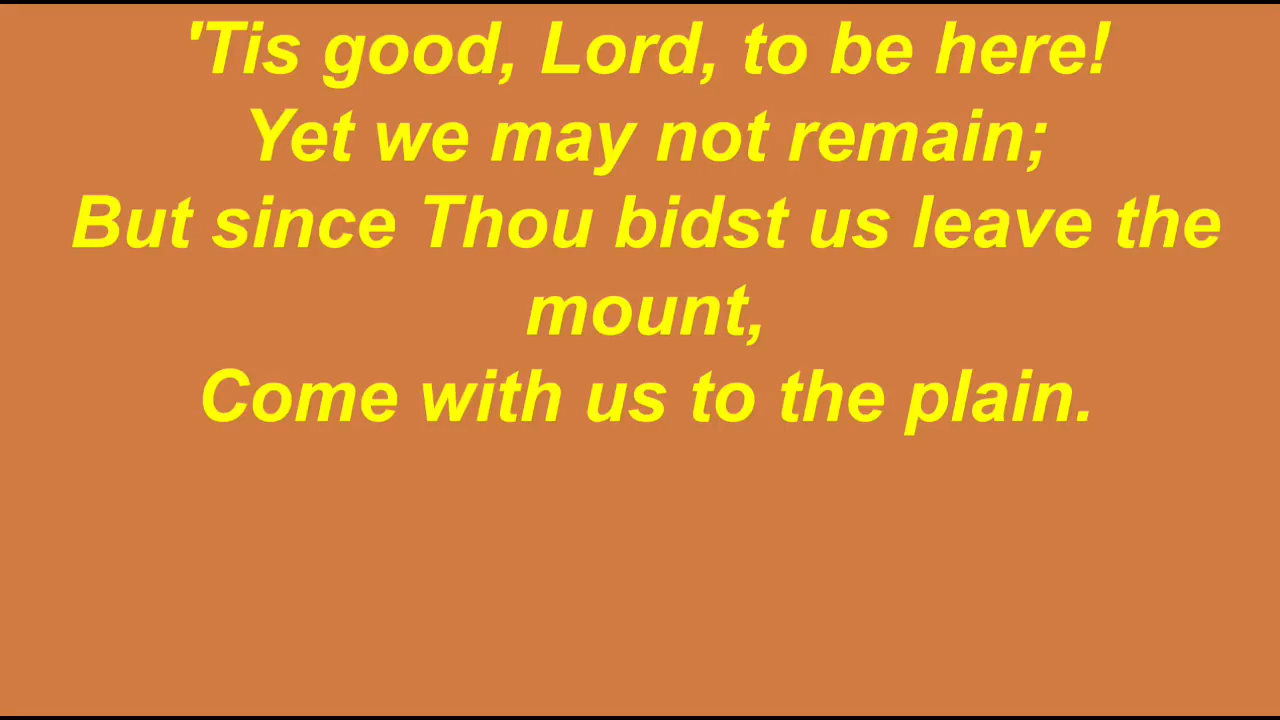 'Tis good, Lord, to be here!
Yet we may not remain;
But since Thou bidst us leave the
mount,
Come with us to the plain.